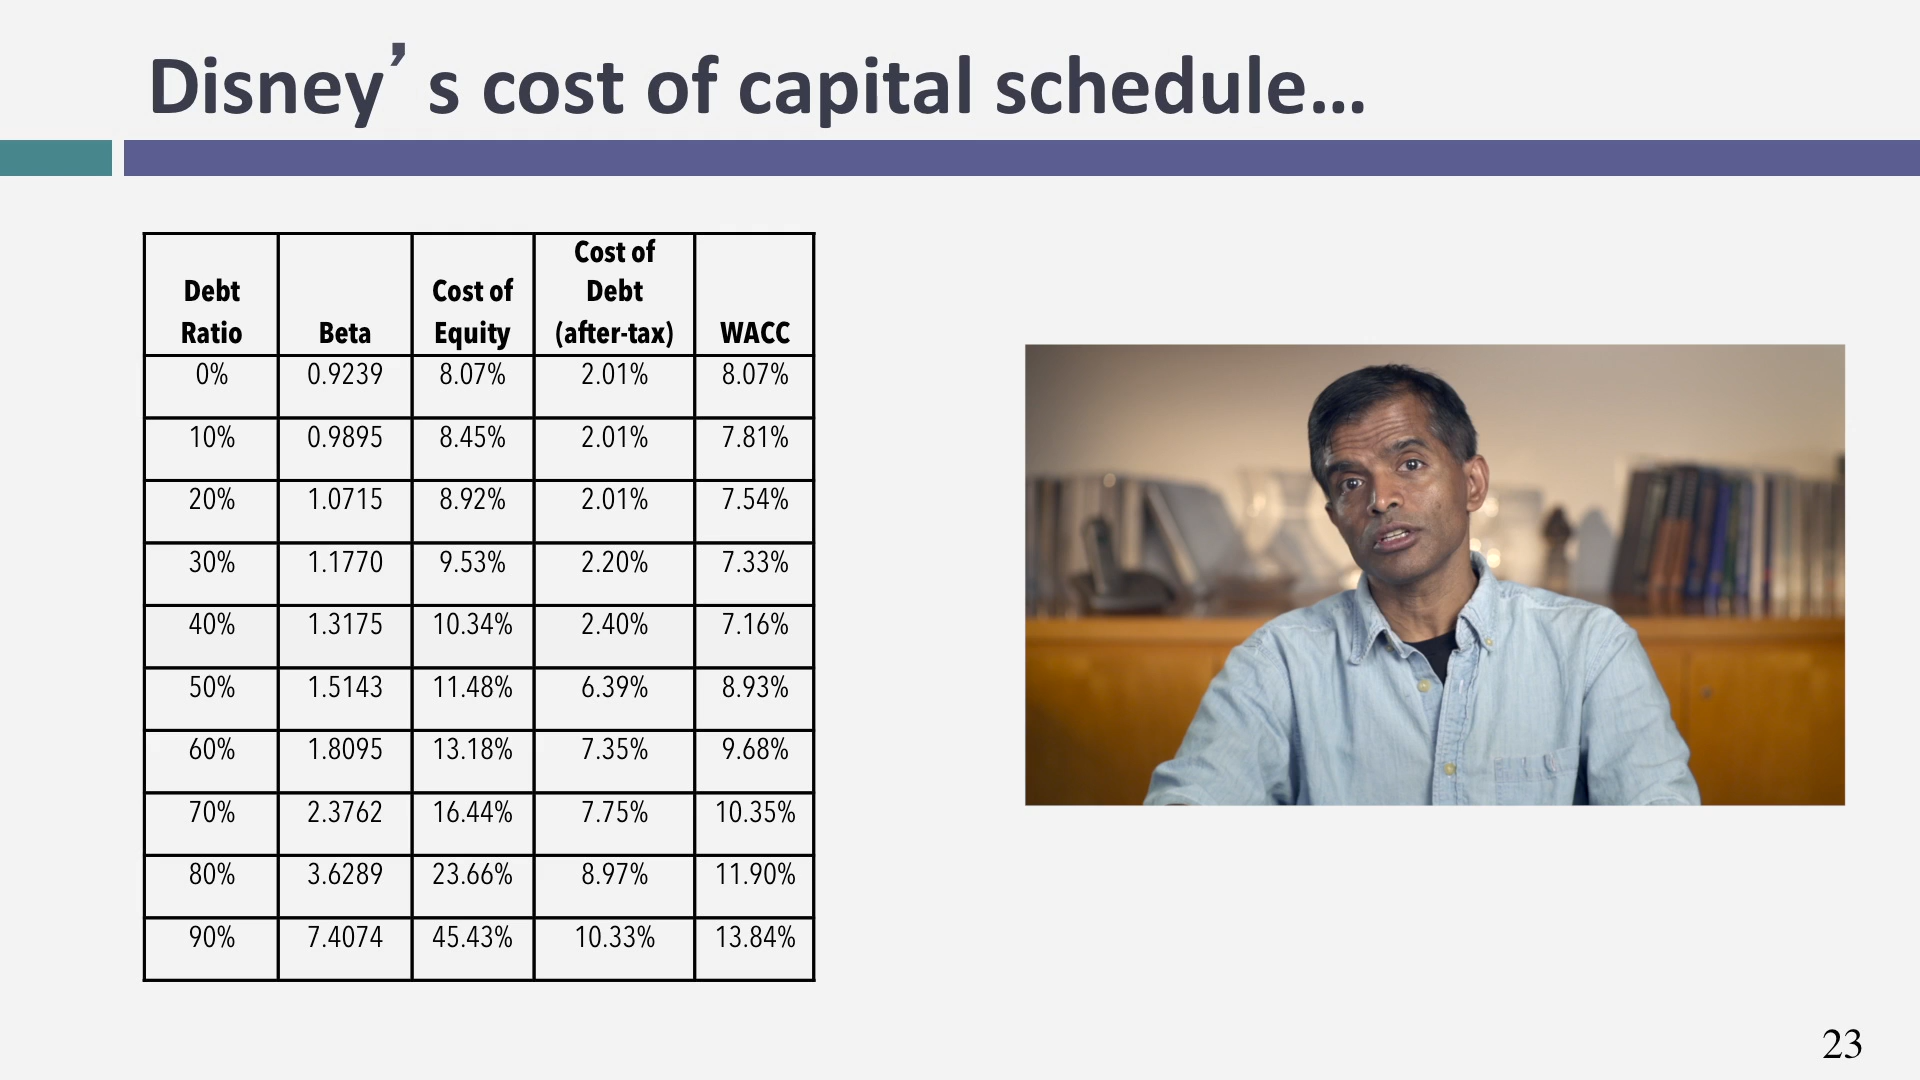 Disney’s cost of capital schedule…
Debt Ratio Beta Cost of Equity Cost of Debt (after-tax) WACC
0% 0.9239 8.07% 2.01% 8.07%
10% 0.9895 8.45% 2.01% 7.81%
20% 1.0715 8.92% 2.01% 7.54%
30% 1.1770 9.53% 2.20% 7.33%
40% 1.3175 10.34% 2.40% 7.16%
50% 1.5143 11.48% 6.39% 8.93%
60% 1.8095 13.18% 7.35% 9.68%
70% 2.3762 16.44% 7.75% 10.35%
80% 3.6289 23.66% 8.97% 11.90%
90% 7.4074 45.43% 10.33% 13.84%
23